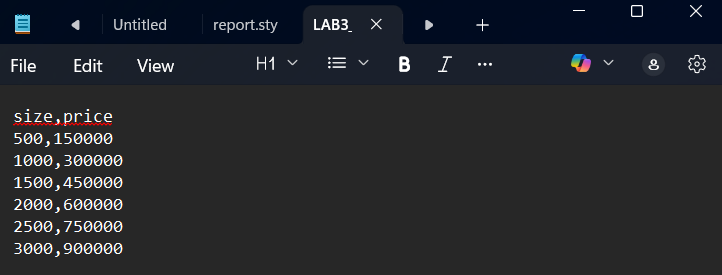 Untitled
report.sty
LAB3_
File
Edit
View
H1
B
I
size,price
500,150000
1000,300000
1500,450000
2000,600000
2500,750000
3000,900000